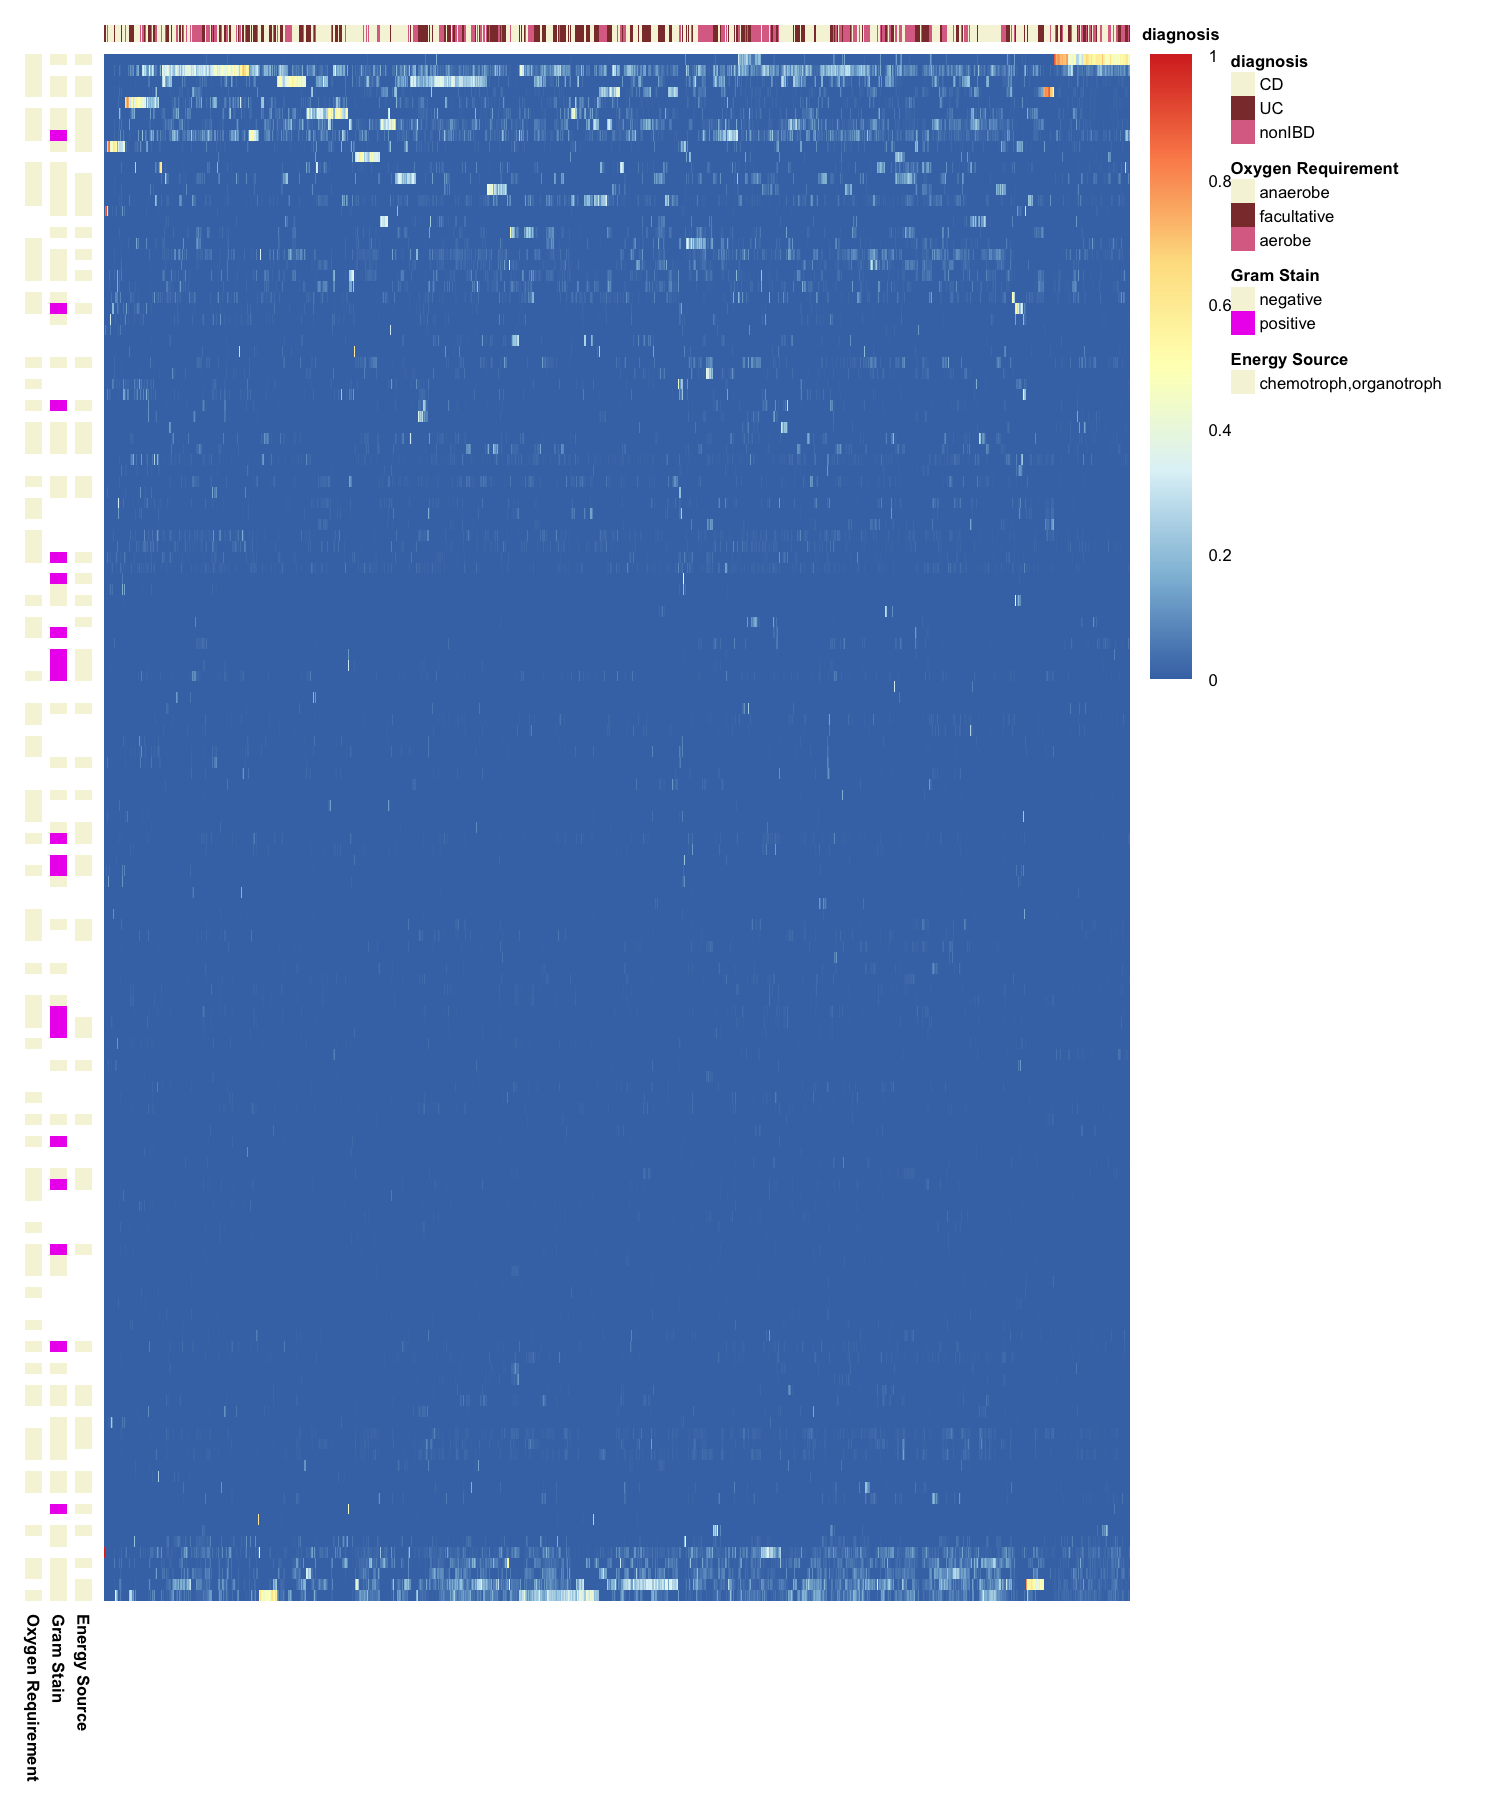 diagnosis
1
0.8
0.6
0.4
0.2
0
diagnosis
CD
UC
nonIBD
Oxygen Requirement
anaerobe
facultative
aerobe
Gram Stain
negative
positive
Energy Source
chemotroph,organotroph
Oxygen Requirement
Gram Stain
Energy Source